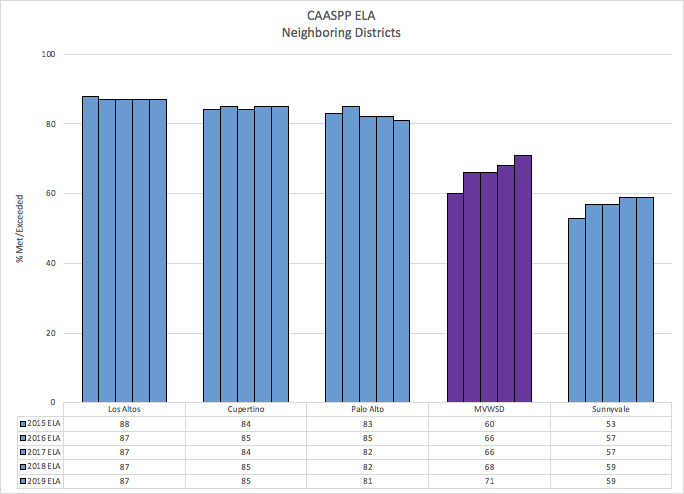 CAASPP ELA
Neighboring Districts
% Met/Exceeded
100
80
60
40
20
0
Los Altos Cupertino Palo Alto MVWSD Sunnyvale
2015 ELA 88 84 83 60 53
2016 ELA 87 85 85 66 57
2017 ELA 87 84 82 66 57
2018 ELA 87 85 82 68 59
2019 ELA 87 85 81 71 59